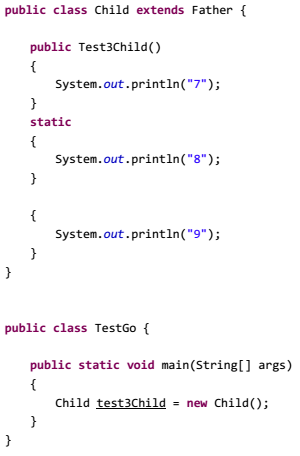 public class Child extends Father {
public Test3Child()
{
System.out.println("7");
}
static
{
System.out.println("8");
}
{
System.out.println("9");
}
}
public class TestGo {
public static void main(String[] args)
{
Child test3Child = new Child();
}
}